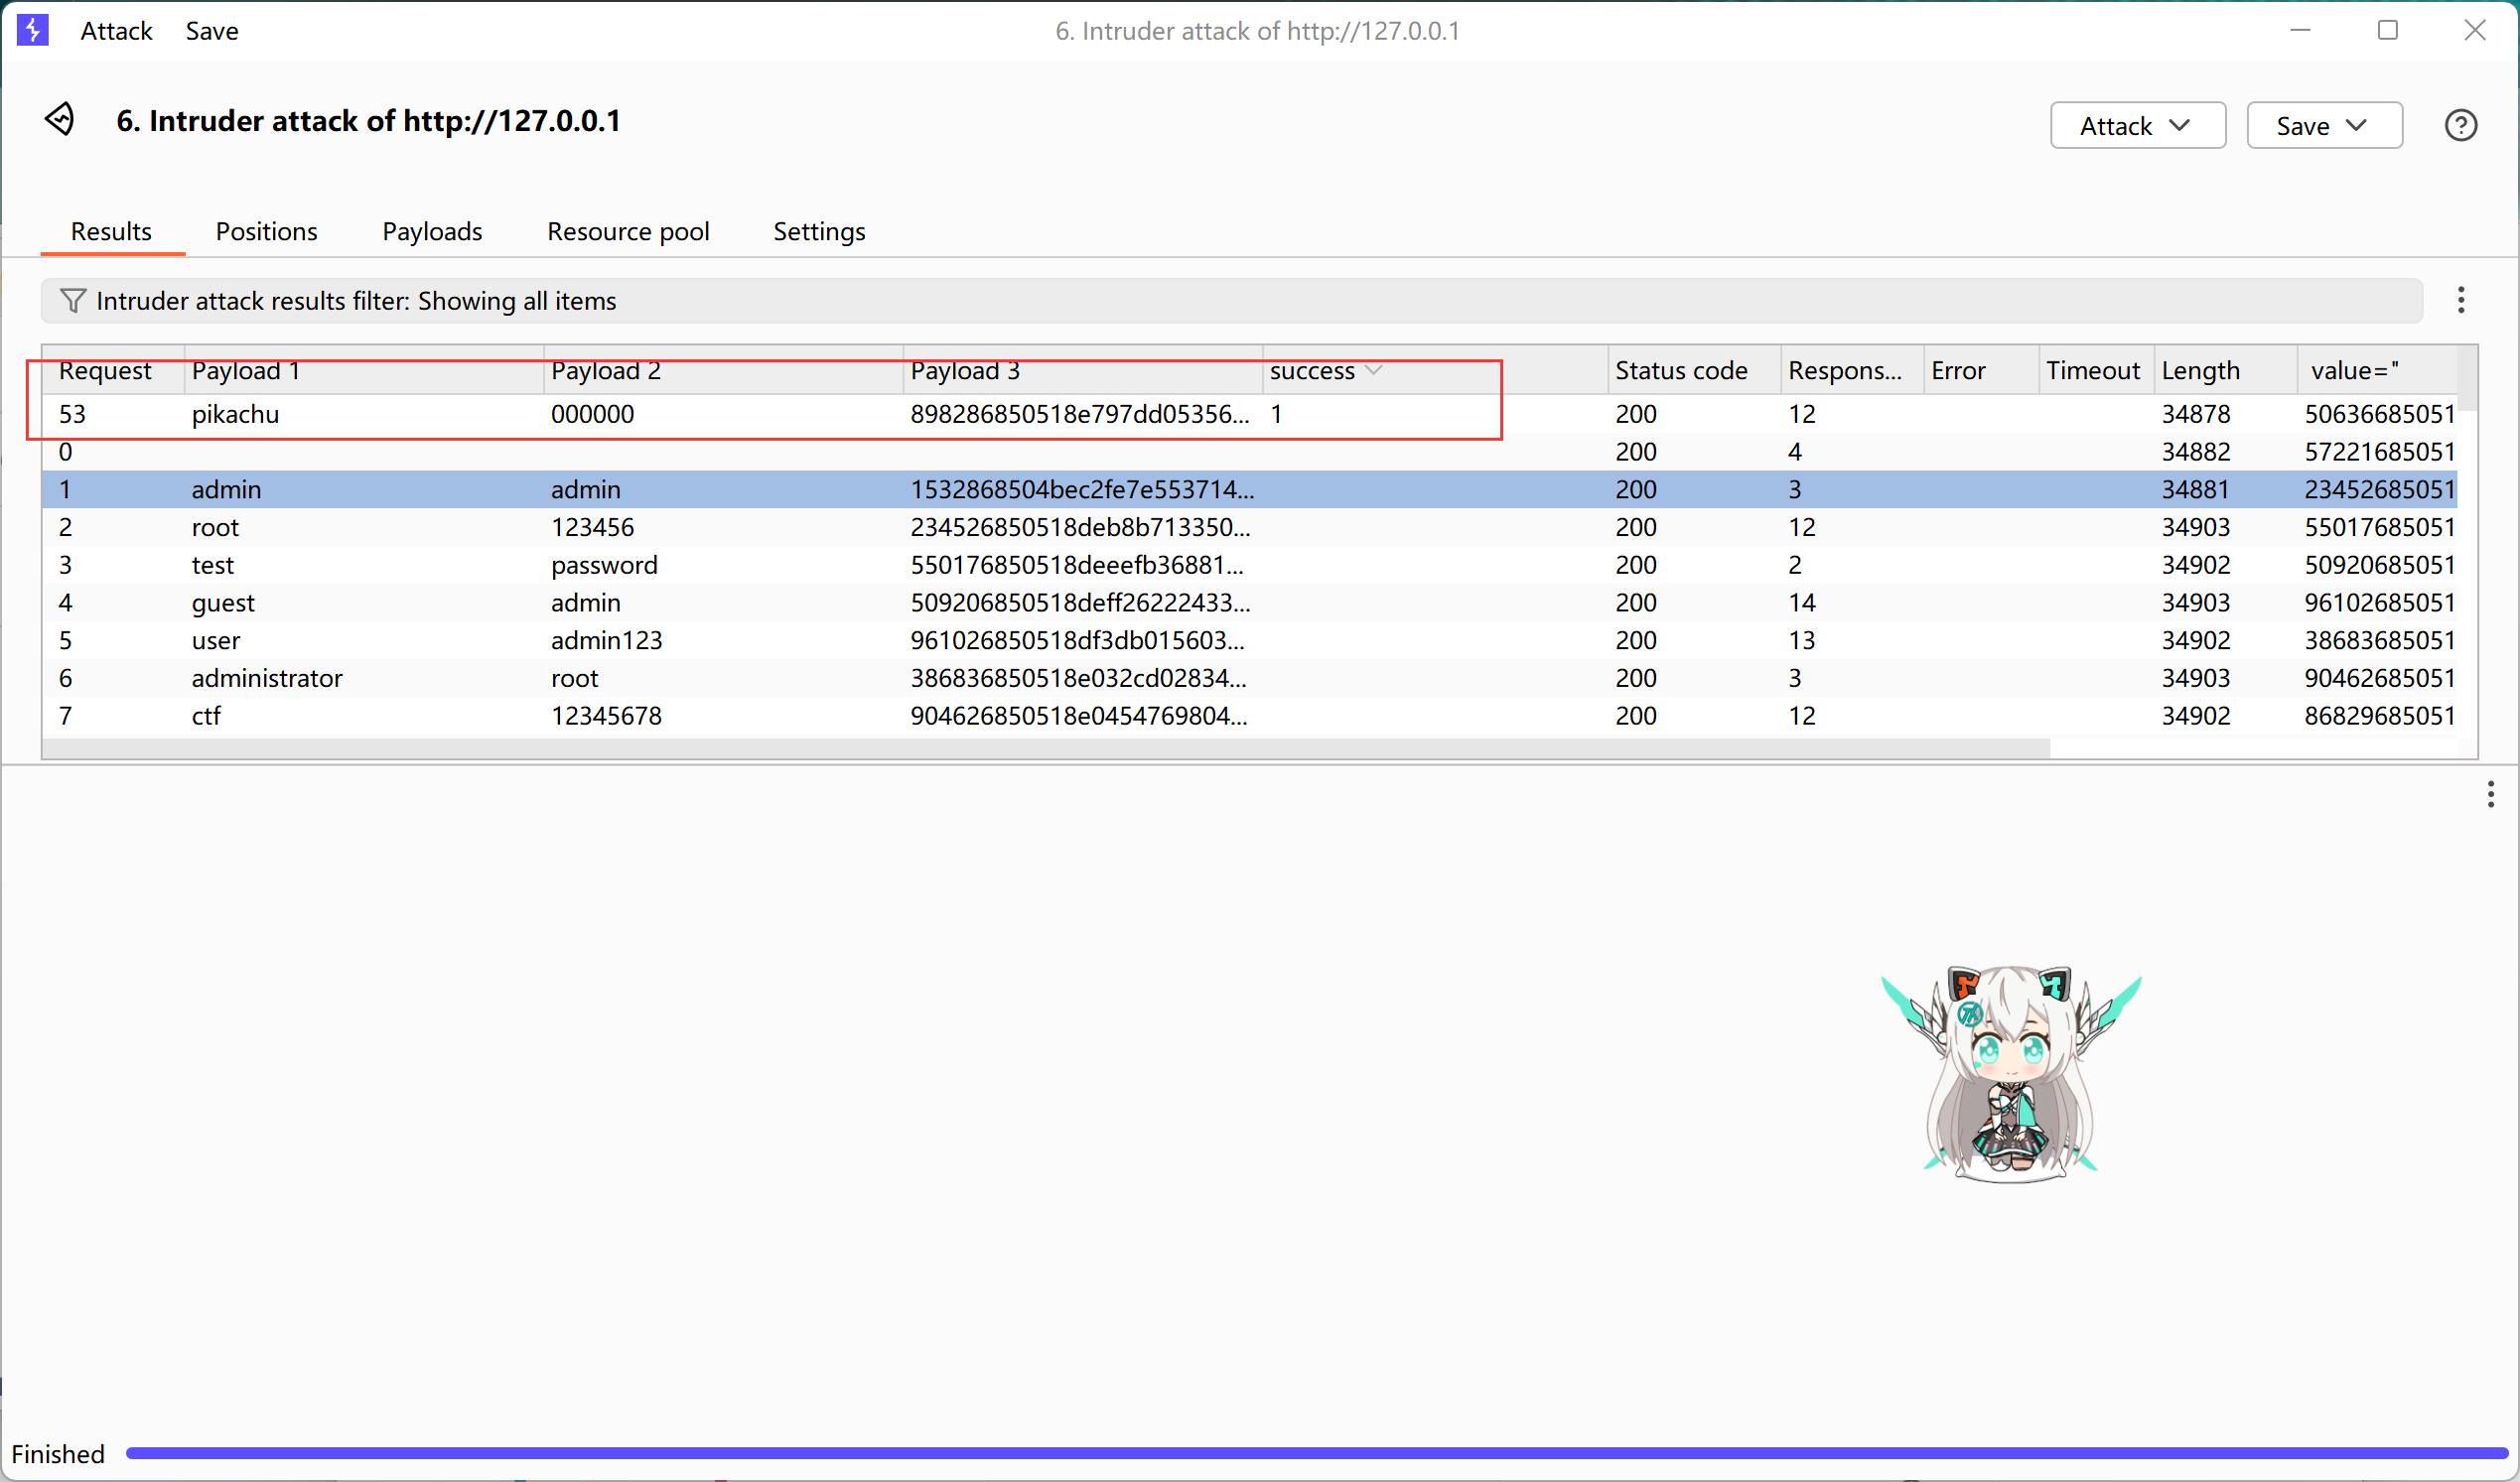 Attack Save 6. Intruder attack of http://127.0.0.1
6. Intruder attack of http://127.0.0.1 Attack Save
Results Positions Payloads Resource pool Settings
Intruder attack results filter: Showing all items
Request Payload 1 Payload 2 Payload 3 success Status code Respons... Error Timeout Length value="
53 pikachu 000000 898286850518e797dd05356... 1 200 12 34878 50636685051
0 200 4 34882 57221685051
1 admin admin 1532868504bec2fe7e553714... 200 3 34881 23452685051
2 root 123456 234526850518deb8b713350... 200 12 34903 55017685051
3 test password 550176850518deeefb36881... 200 2 34902 50920685051
4 guest admin 509206850518deff26222433... 200 14 34903 96102685051
5 user admin123 961026850518df3db015603... 200 13 34902 38683685051
6 administrator root 386836850518e032cd02834... 200 3 34903 90462685051
7 ctf 12345678 904626850518e0454769804... 200 12 34902 86829685051
Finished